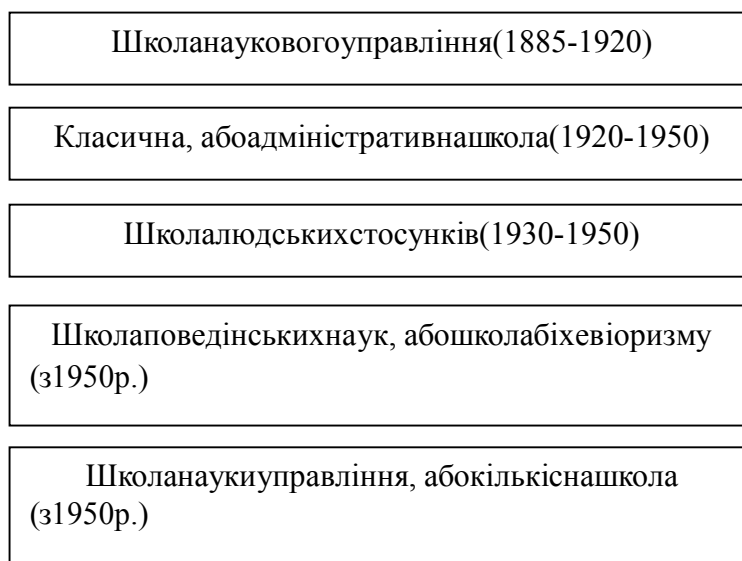 Школанауковогоуправління(1885-1920)
Класична, абоадміністративнашкола(1920-1950)
Школалюдськихстосунків(1930-1950)
Школаповедінськихнаук, абошколабіхевіоризму
(з1950р.)
Школанаукиуправління, абокількіснашкола
(з1950р.)